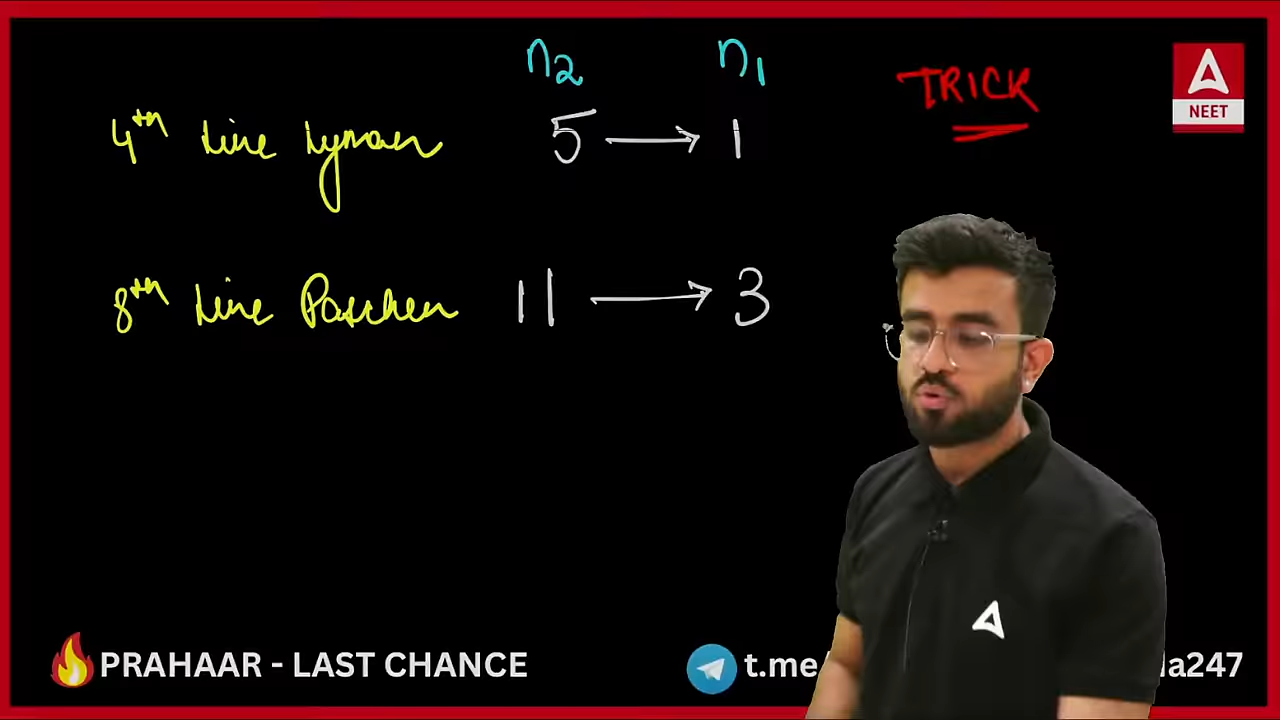 n2 n1
TRICK
NEET
4th Line Lyman 5 → 1
8th Line Paschen 11 → 3
PRAHAAR - LAST CHANCE
t.me
a247